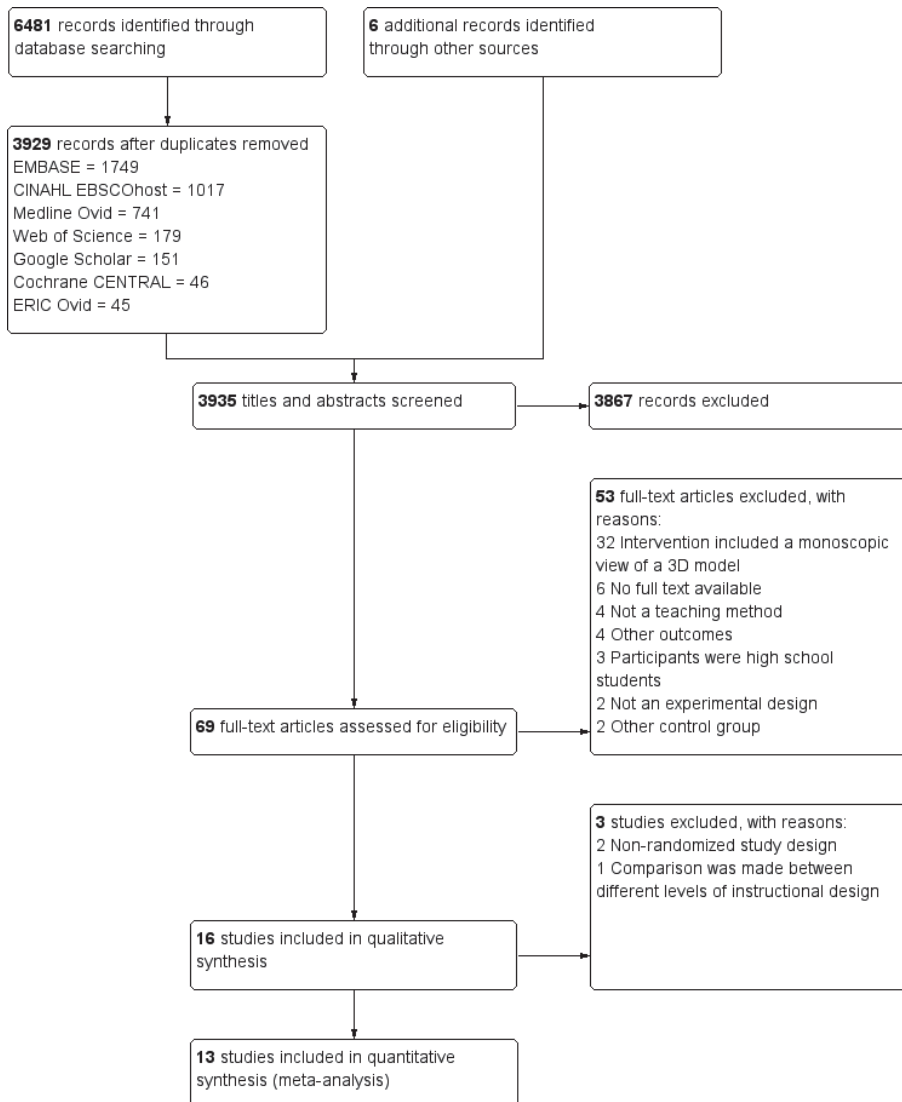 6481 records identified through
database searching
6 additional records identified
through other sources
3929 records after duplicates removed
EMBASE = 1749
CINAHL EBSCOhost = 1017
Medline Ovid = 741
Web of Science = 179
Google Scholar = 151
Cochrane CENTRAL = 46
ERIC Ovid = 45
3935 titles and abstracts screened
3867 records excluded
53 full-text articles excluded, with
reasons:
32 Intervention included a monoscopic
view of a 3D model
6 No full text available
4 Not a teaching method
4 Other outcomes
3 Participants were high school
students
2 Not an experimental design
2 Other control group
69 full-text articles assessed for eligibility
3 studies excluded, with reasons:
2 Non-randomized study design
1 Comparison was made between
different levels of instructional design
16 studies included in qualitative
synthesis
13 studies included in quantitative
synthesis (meta-analysis)